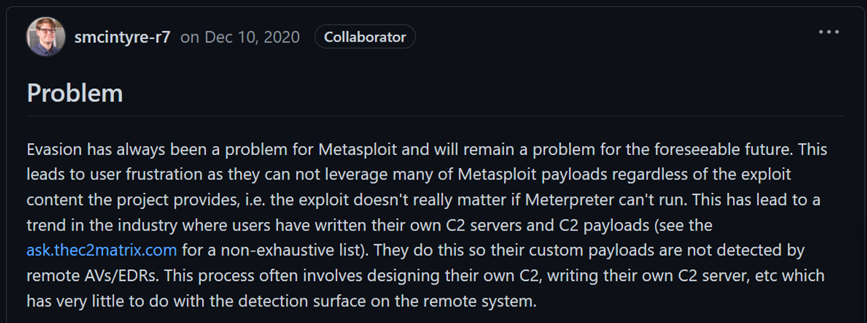 smcintyre-r7 on Dec 10, 2020 Collaborator
Problem
Evasion has always been a problem for Metasploit and will remain a problem for the foreseeable future. This
leads to user frustration as they can not leverage many of Metasploit payloads regardless of the exploit
content the project provides, i.e. the exploit doesn't really matter if Meterpreter can't run. This has lead to a
trend in the industry where users have written their own C2 servers and C2 payloads (see the
ask.thec2matrix.com for a non-exhaustive list). They do this so their custom payloads are not detected by
remote AVs/EDRs. This process often involves designing their own C2, writing their own C2 server, etc which
has very little to do with the detection surface on the remote system.